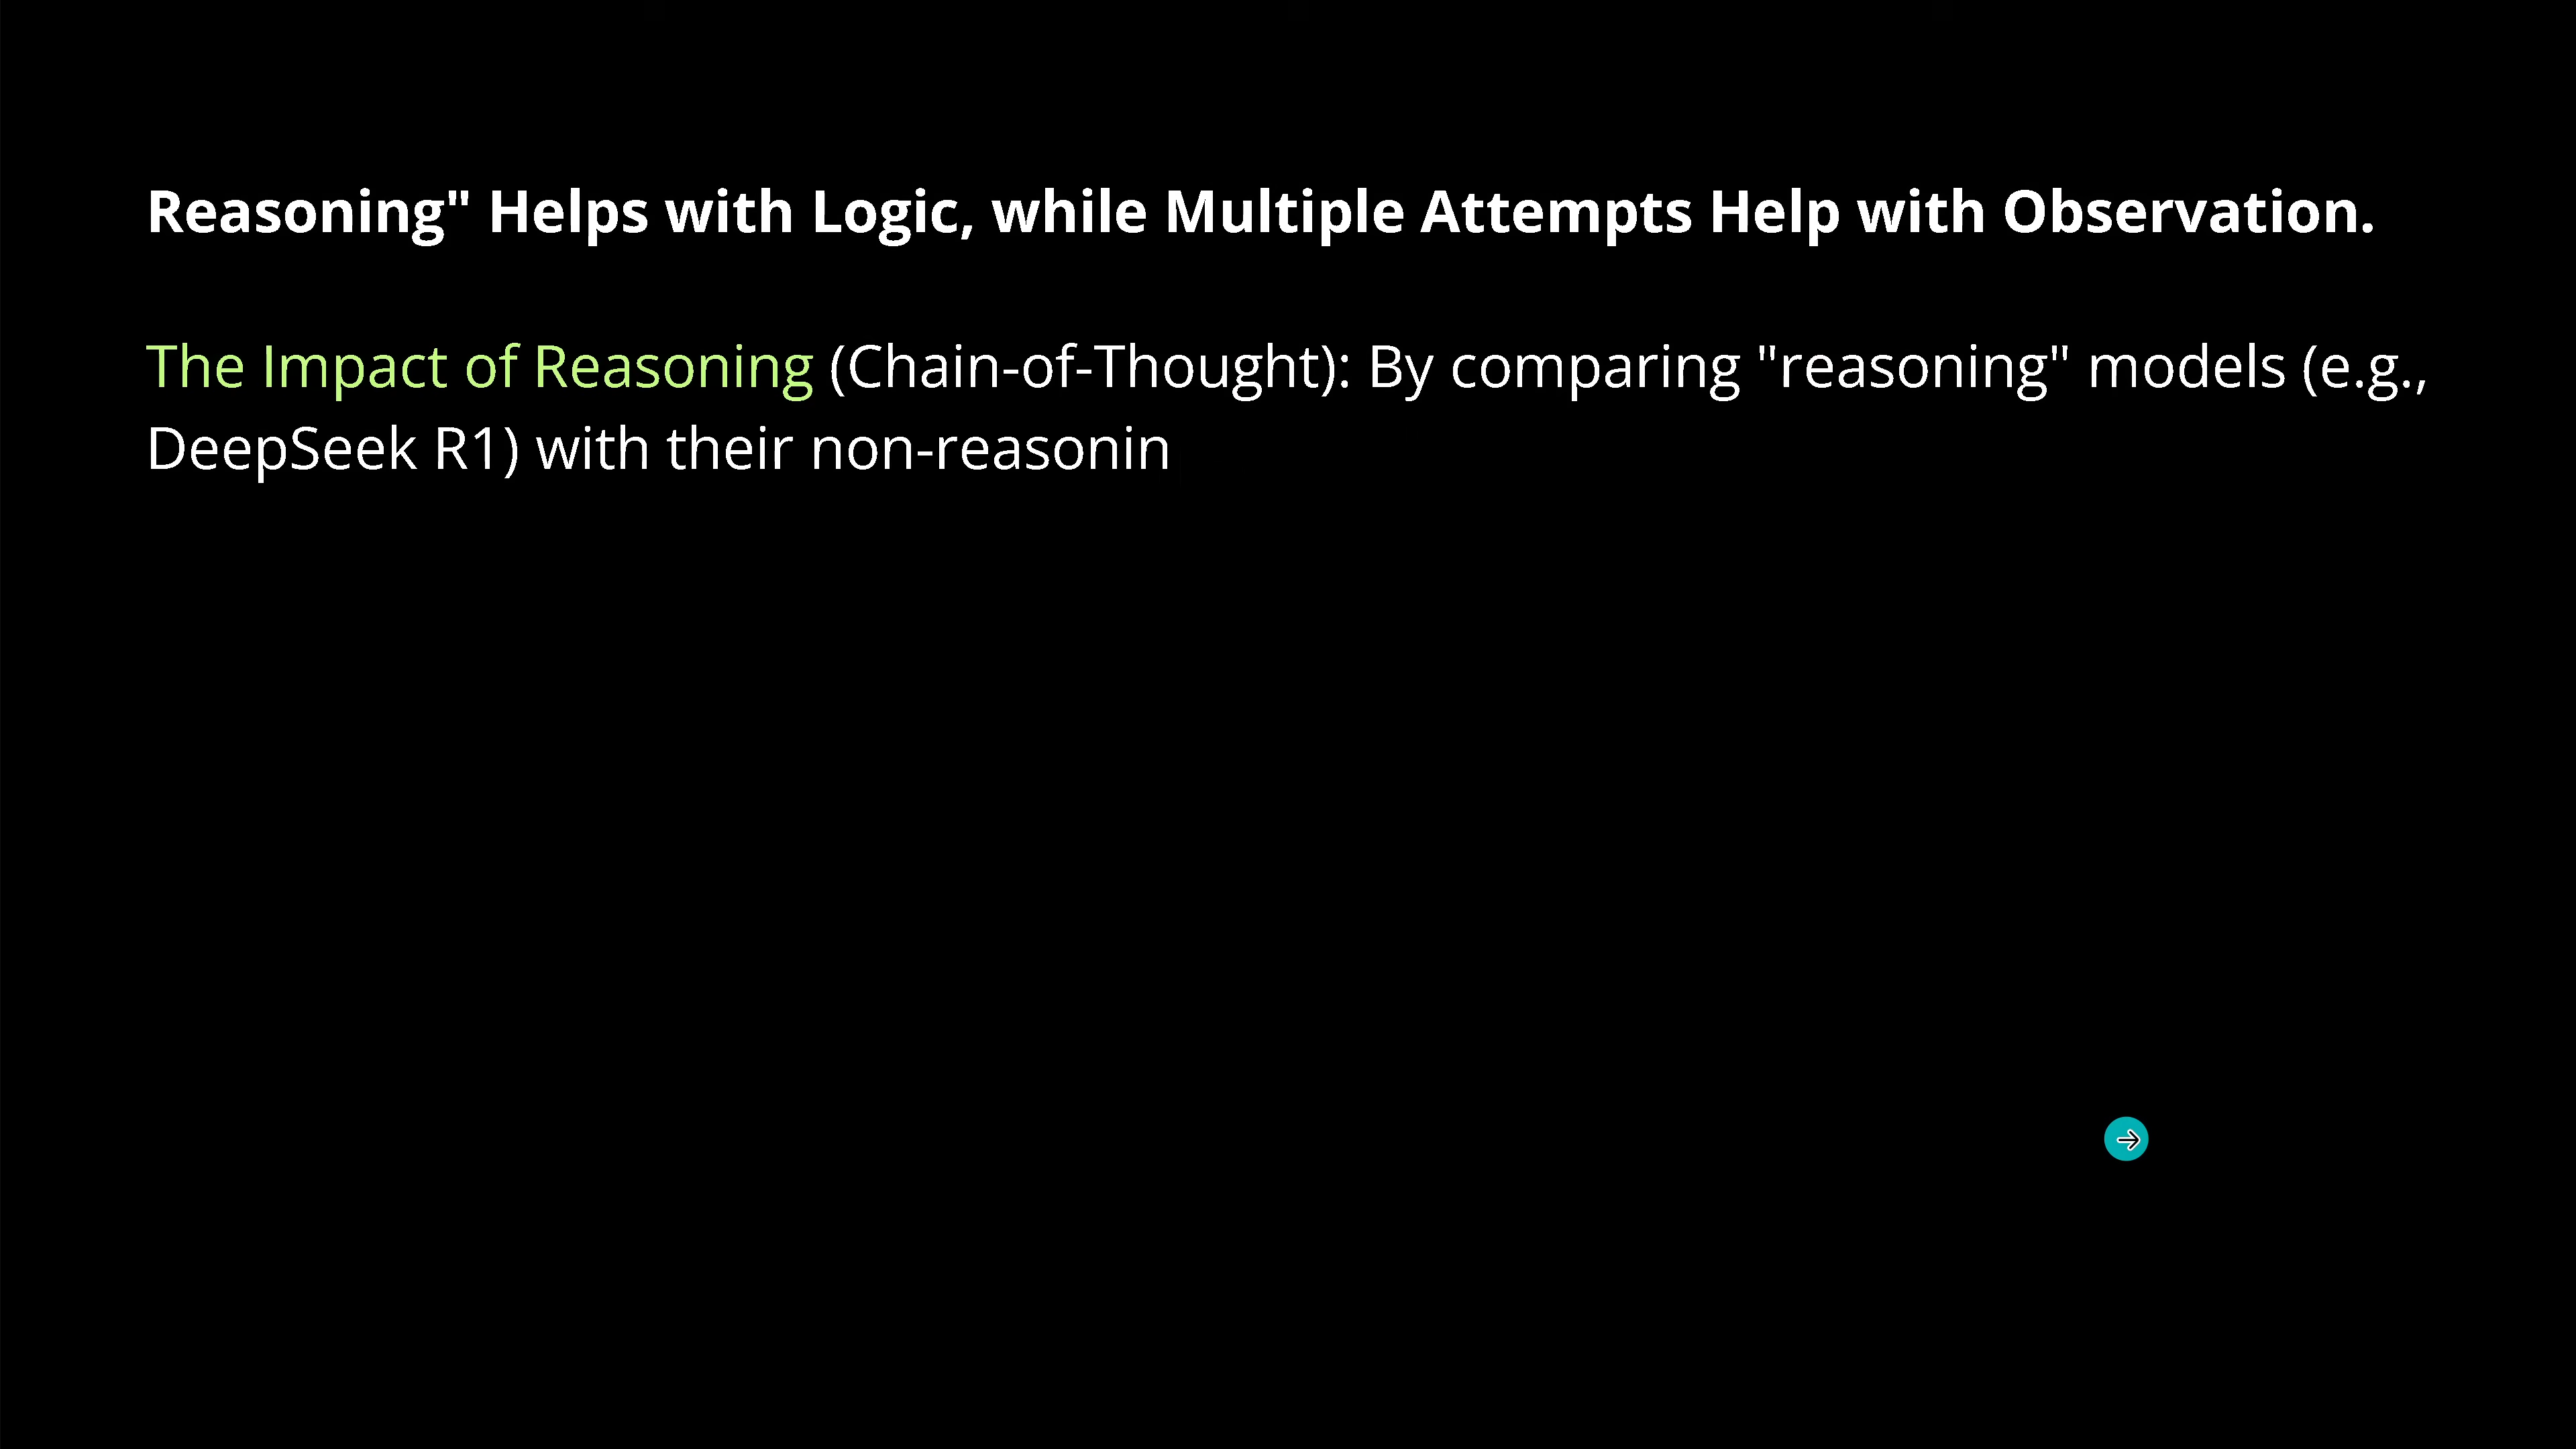 Reasoning" Helps with Logic, while Multiple Attempts Help with Observation.
The Impact of Reasoning (Chain-of-Thought): By comparing "reasoning" models (e.g.,
DeepSeek R1) with their non-reasonin